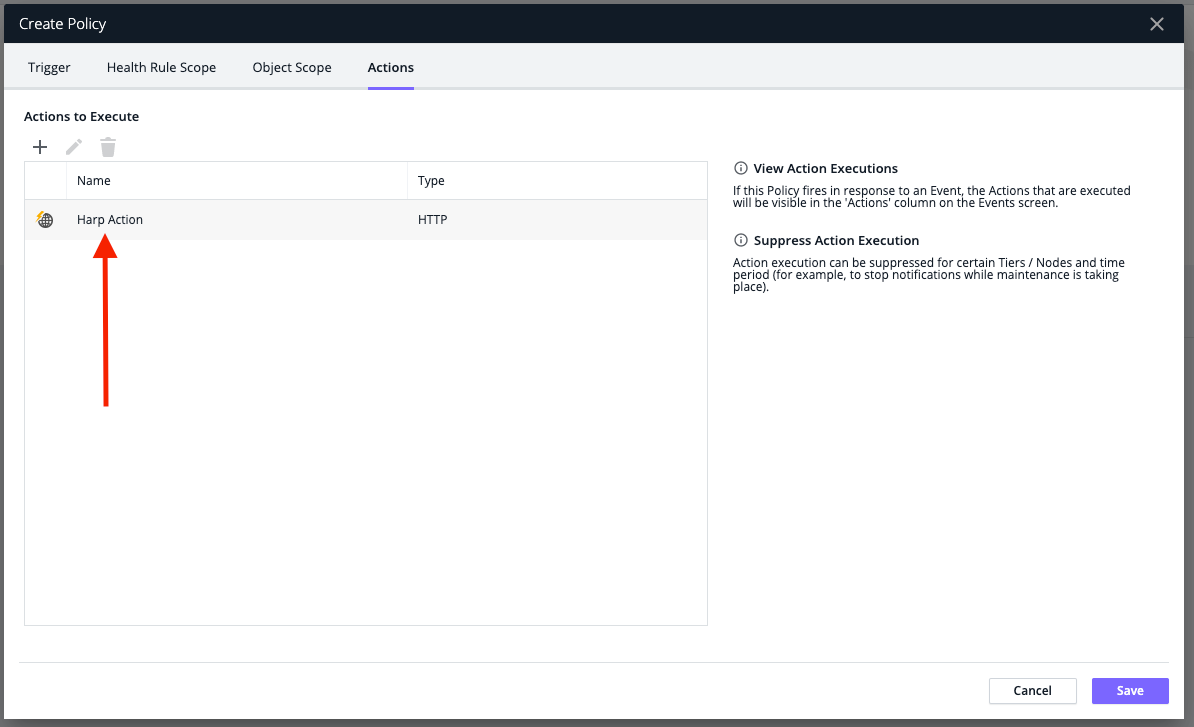 Create Policy
Trigger
Health Rule Scope
Object Scope
Actions
Actions to Execute
Name
Type
Harp Action
HTTP
View Action Executions
If this Policy fires in response to an Event, the Actions that are executed
will be visible in the 'Actions' column on the Events screen.
Suppress Action Execution
Action execution can be suppressed for certain Tiers / Nodes and time
period (for example, to stop notifications while maintenance is taking
place).
Cancel
Save